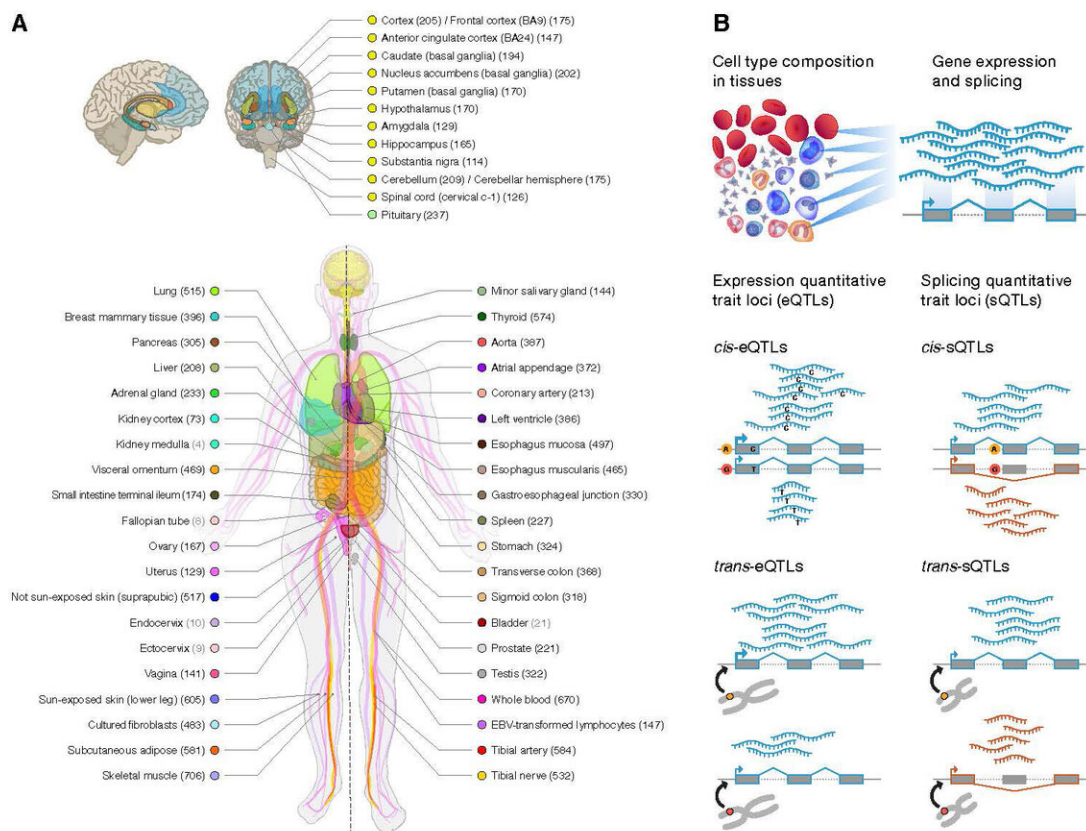 A
Cortex (205) / Frontal cortex (BA9) (175)
Anterior cingulate cortex (BA24) (147)
Caudate (basal ganglia) (194)
Nucleus accumbens (basal ganglia) (202)
Putamen (basal ganglia) (170)
Hypothalamus (170)
Amygdala (129)
Hippocampus (165)
Substantia nigra (114)
Cerebellum (209) / Cerebellar hemisphere (175)
Spinal cord (cervical c-1) (126)
Pituitary (237)
Lung (515)
Breast mammary tissue (396)
Pancreas (305)
Liver (208)
Adrenal gland (233)
Kidney cortex (73)
Kidney medulla (4)
Visceral omentum (469)
Small intestine terminal ileum (174)
Fallopian tube (8)
Ovary (167)
Uterus (129)
Not sun-exposed skin (suprapubic) (517)
Endocervix (10)
Ectocervix (9)
Vagina (141)
Sun-exposed skin (lower leg) (605)
Cultured fibroblasts (483)
Subcutaneous adipose (581)
Skeletal muscle (706)
Minor salivary gland (144)
Thyroid (574)
Aorta (387)
Atrial appendage (372)
Coronary artery (213)
Left ventricle (386)
Esophagus mucosa (497)
Esophagus muscularis (465)
Gastroesophageal junction (330)
Spleen (227)
Stomach (324)
Transverse colon (368)
Sigmoid colon (318)
Bladder (21)
Prostate (221)
Testis (322)
Whole blood (670)
EBV-transformed lymphocytes (147)
Tibial artery (584)
Tibial nerve (532)
B
Cell type composition
in tissues
Gene expression
and splicing
Expression quantitative
trait loci (eQTLs)
Splicing quantitative
trait loci (sQTLs)
cis-eQTLs
G
G
G
G
G
G
G
G
A G
G T
T
T
T
T
cis-sQTLs
A
G
trans-eQTLs
trans-sQTLs